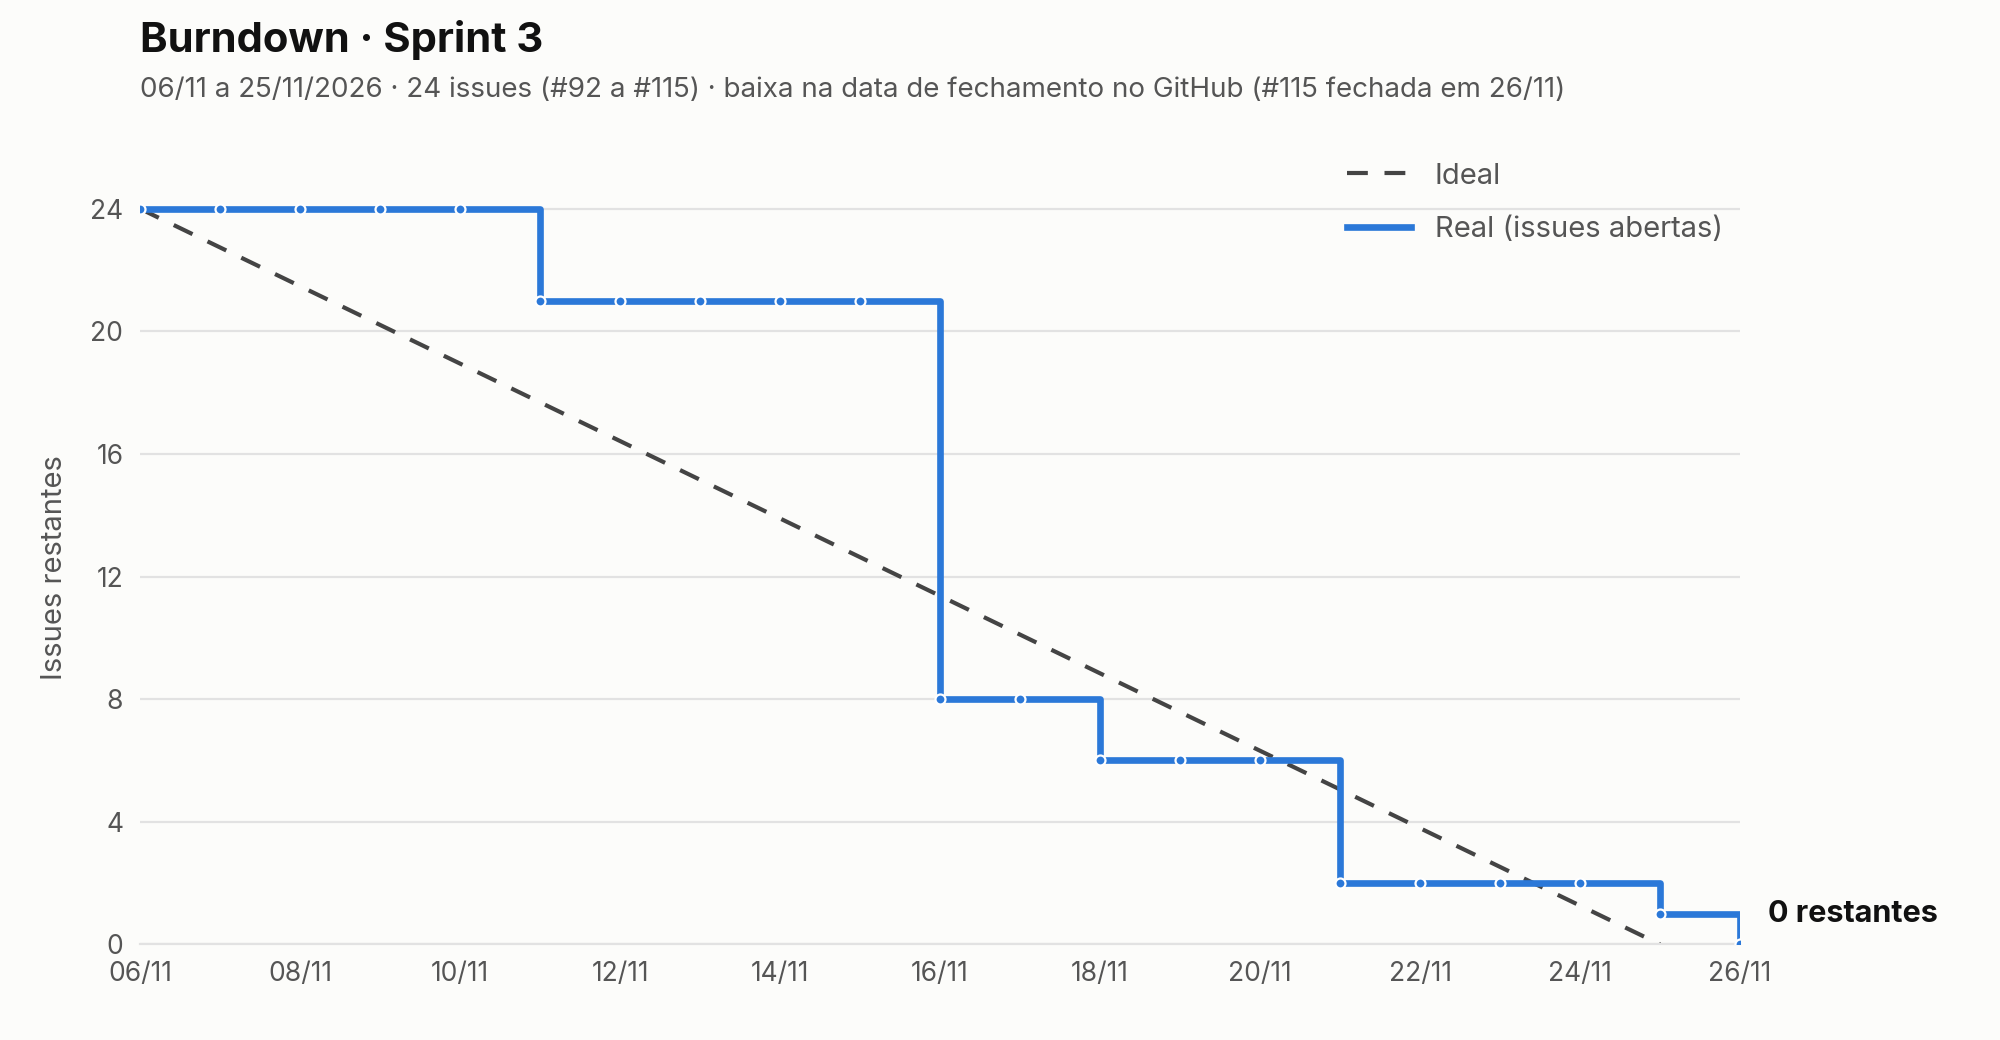 Burndown · Sprint 3
06/11 a 25/11/2026 · 24 issues (#92 a #115) · baixa na data de fechamento no GitHub (#115 fechada em 26/11)
Ideal
Real (issues abertas)
Issues restantes
24
20
16
12
8
4
0
0 restantes
06/11 08/11 10/11 12/11 14/11 16/11 18/11 20/11 22/11 24/11 26/11